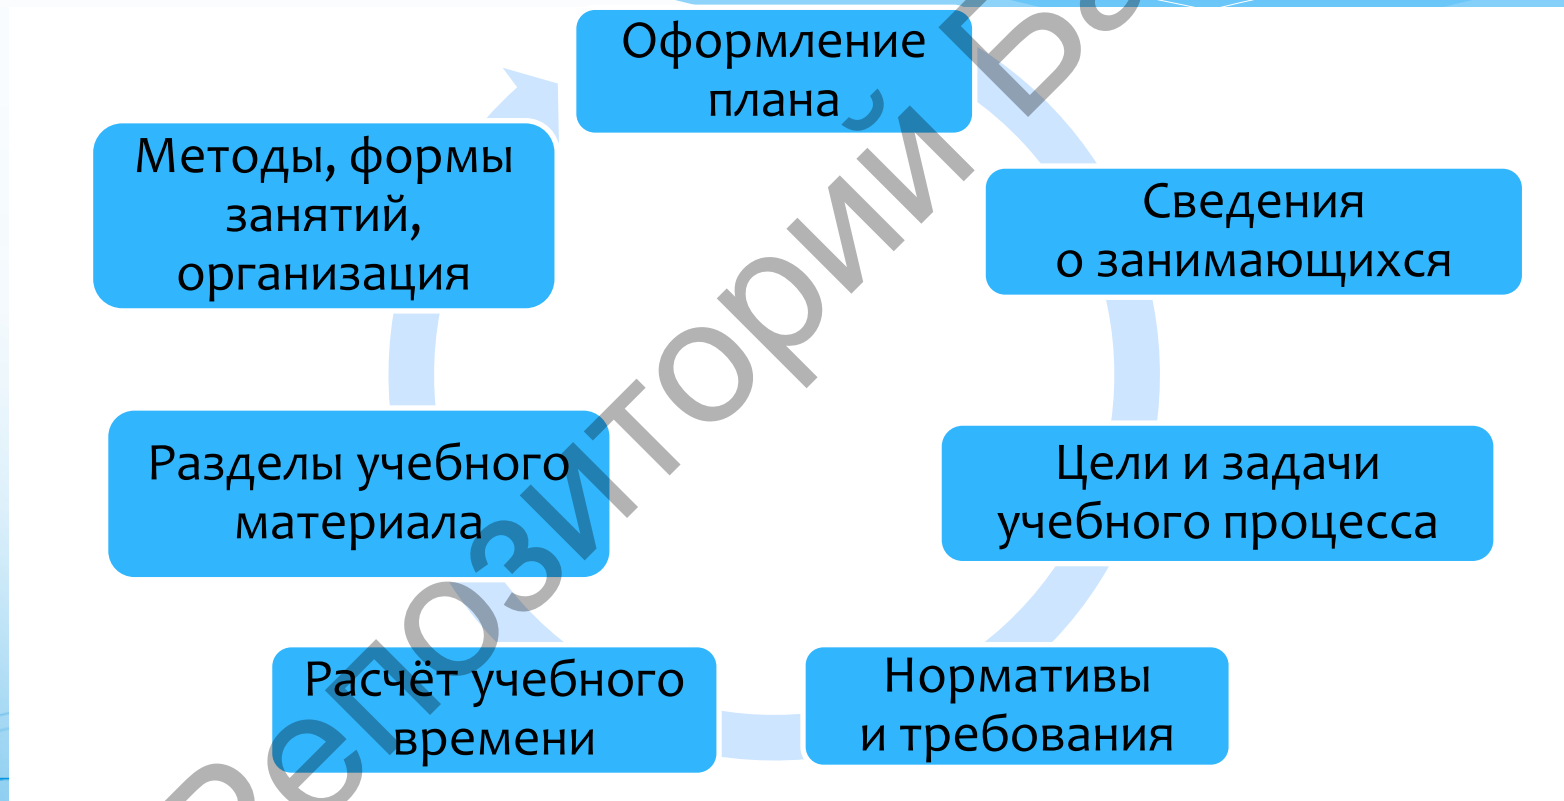 Оформление
плана
Сведения
о занимающихся
Цели и задачи
учебного процесса
Нормативы
и требования
Расчёт учебного
времени
Разделы учебного
материала
Методы, формы
занятий,
организация
Репозиторий